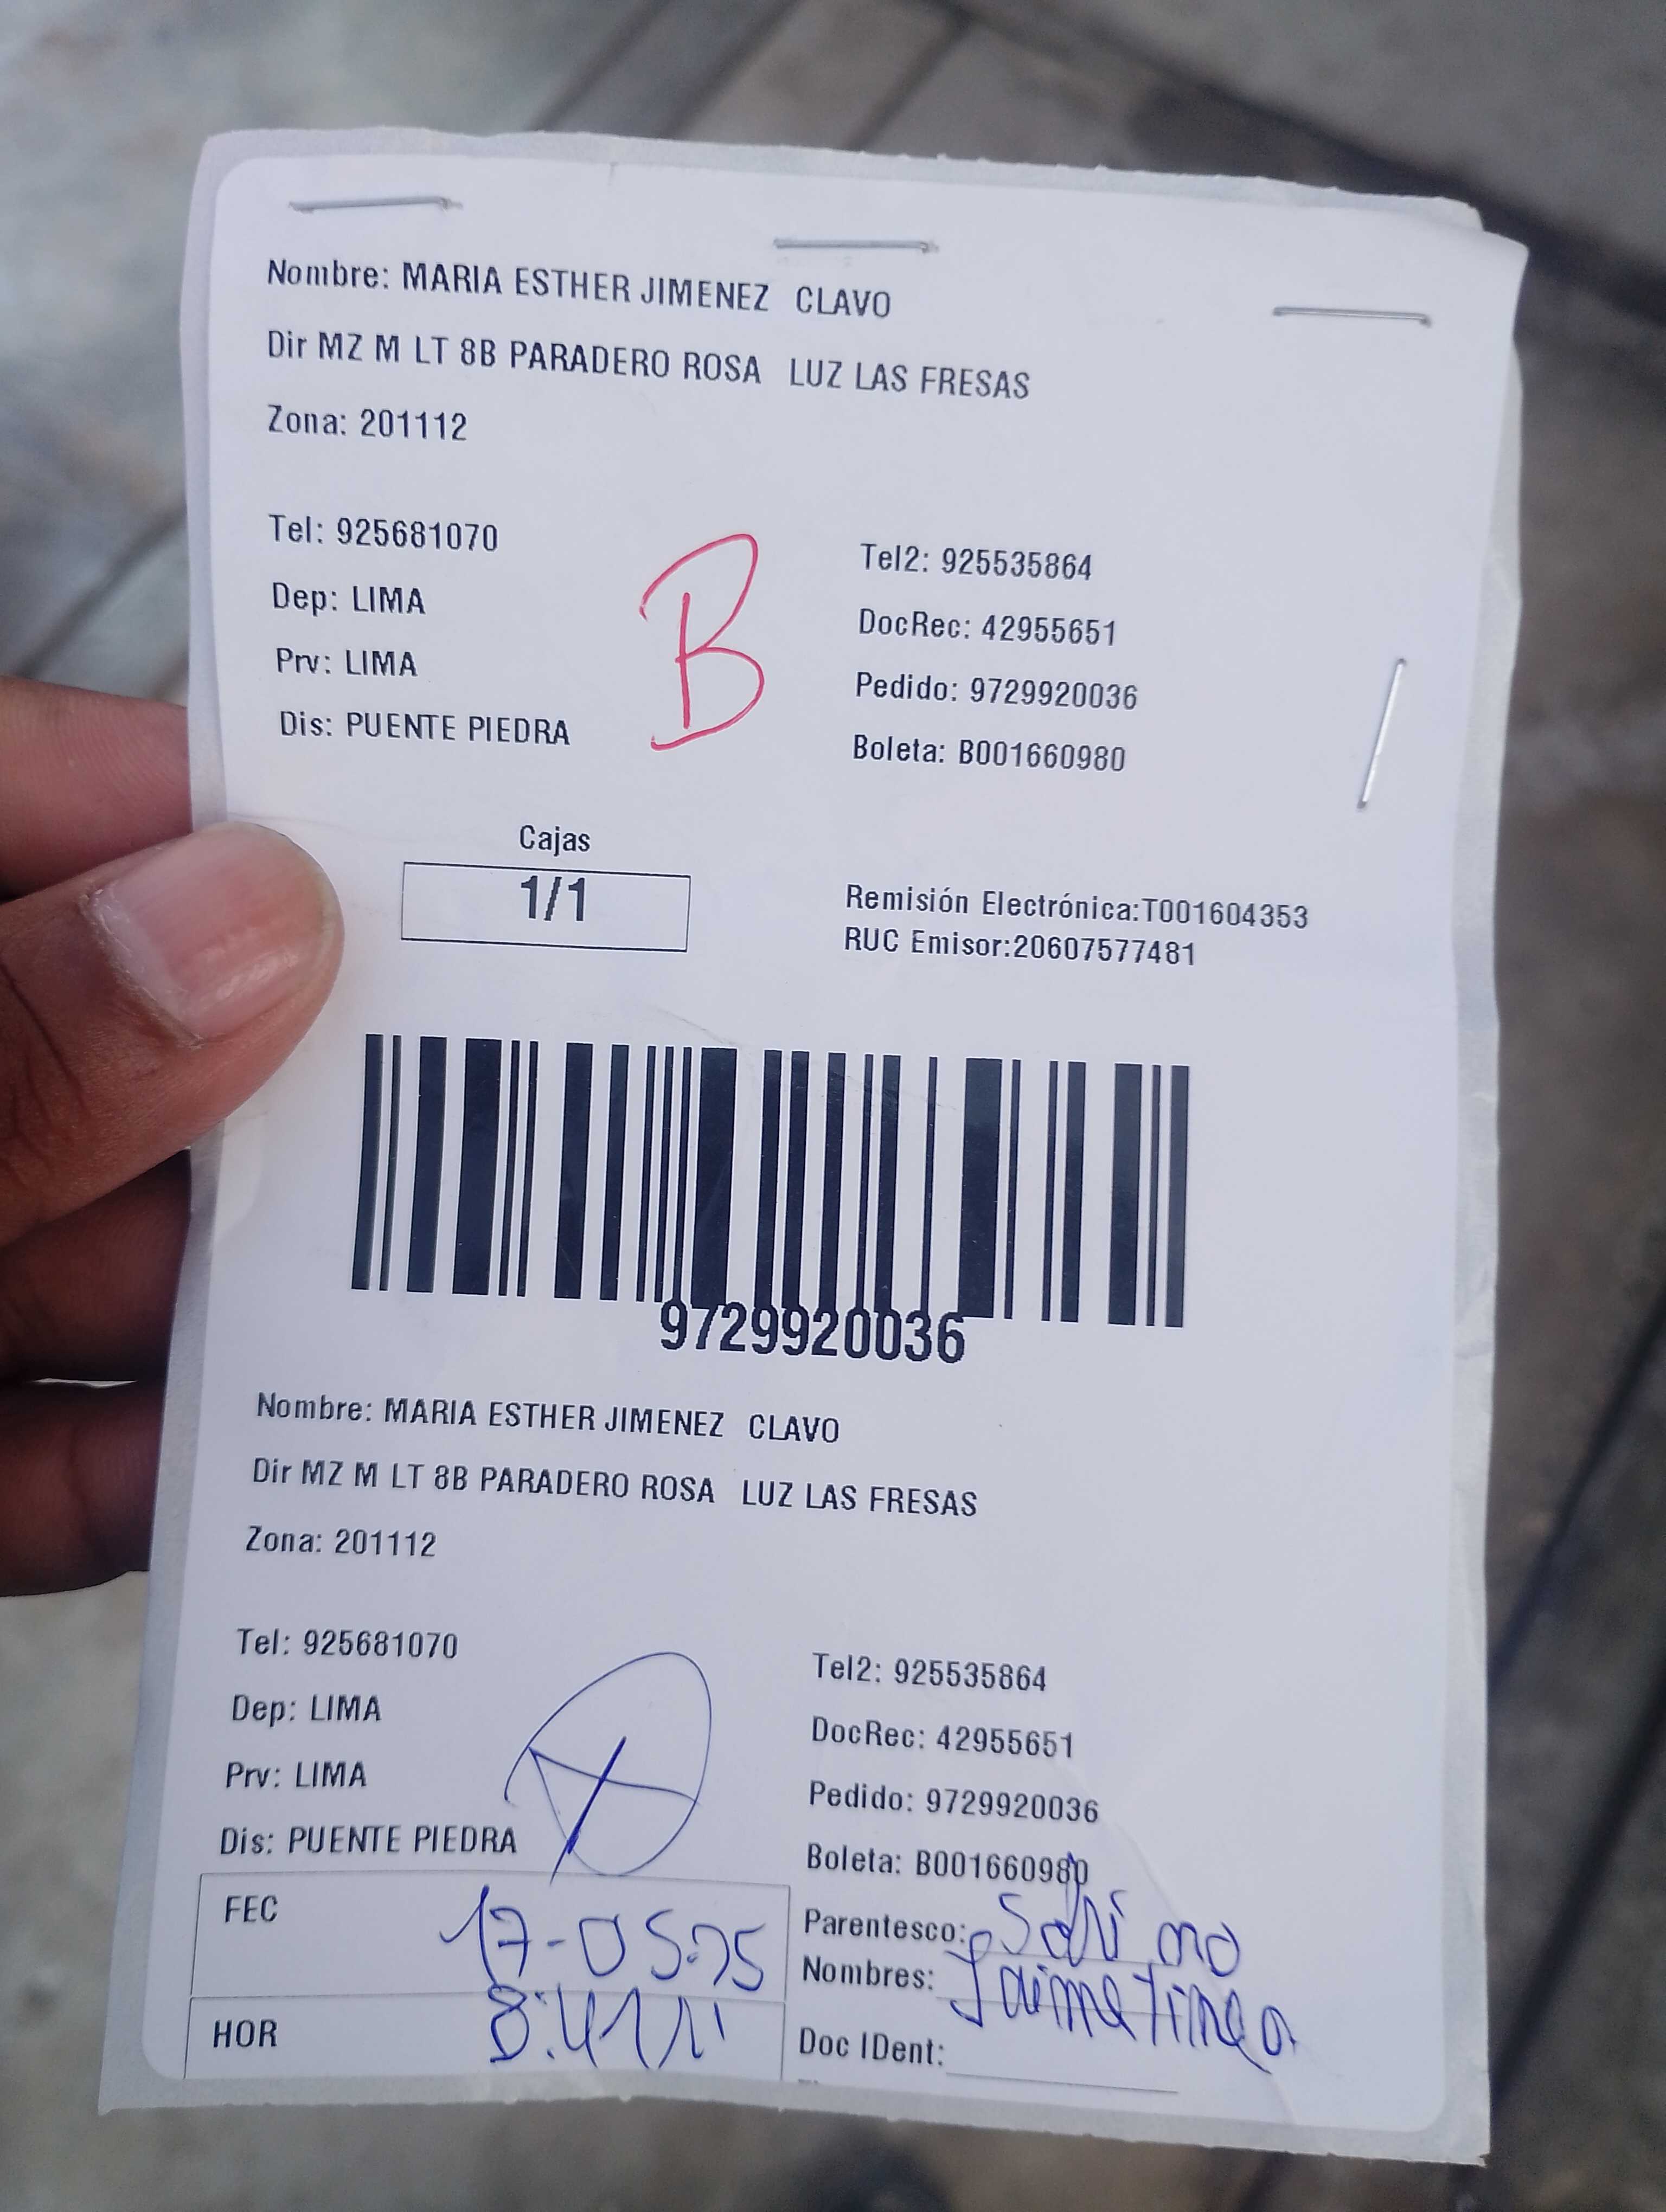 Nombre: MARIA ESTHER JIMENEZ CLAVO
Dir MZ M LT 8B PARADERO ROSA LUZ LAS FRESAS
Zona: 201112
Tel: 925681070
Tel2: 925535864
Dep: LIMA
DocRec: 42955651
Prv: LIMA
Pedido: 9729920036
Dis: PUENTE PIEDRA
Boleta: B001660980
B
Cajas
1/1
Remisión Electrónica:T001604353
RUC Emisor:20607577481
9729920036
Nombre: MARIA ESTHER JIMENEZ CLAVO
Dir MZ M LT 8B PARADERO ROSA LUZ LAS FRESAS
Zona: 201112
Tel: 925681070
Tel2: 925535864
Dep: LIMA
DocRec: 42955651
Prv: LIMA
Pedido: 9729920036
Dis: PUENTE PIEDRA
Boleta: B001660980
FEC 17-05-25
Parentesco:
Nombres: Jaime Tinea
HOR
Doc IDent: